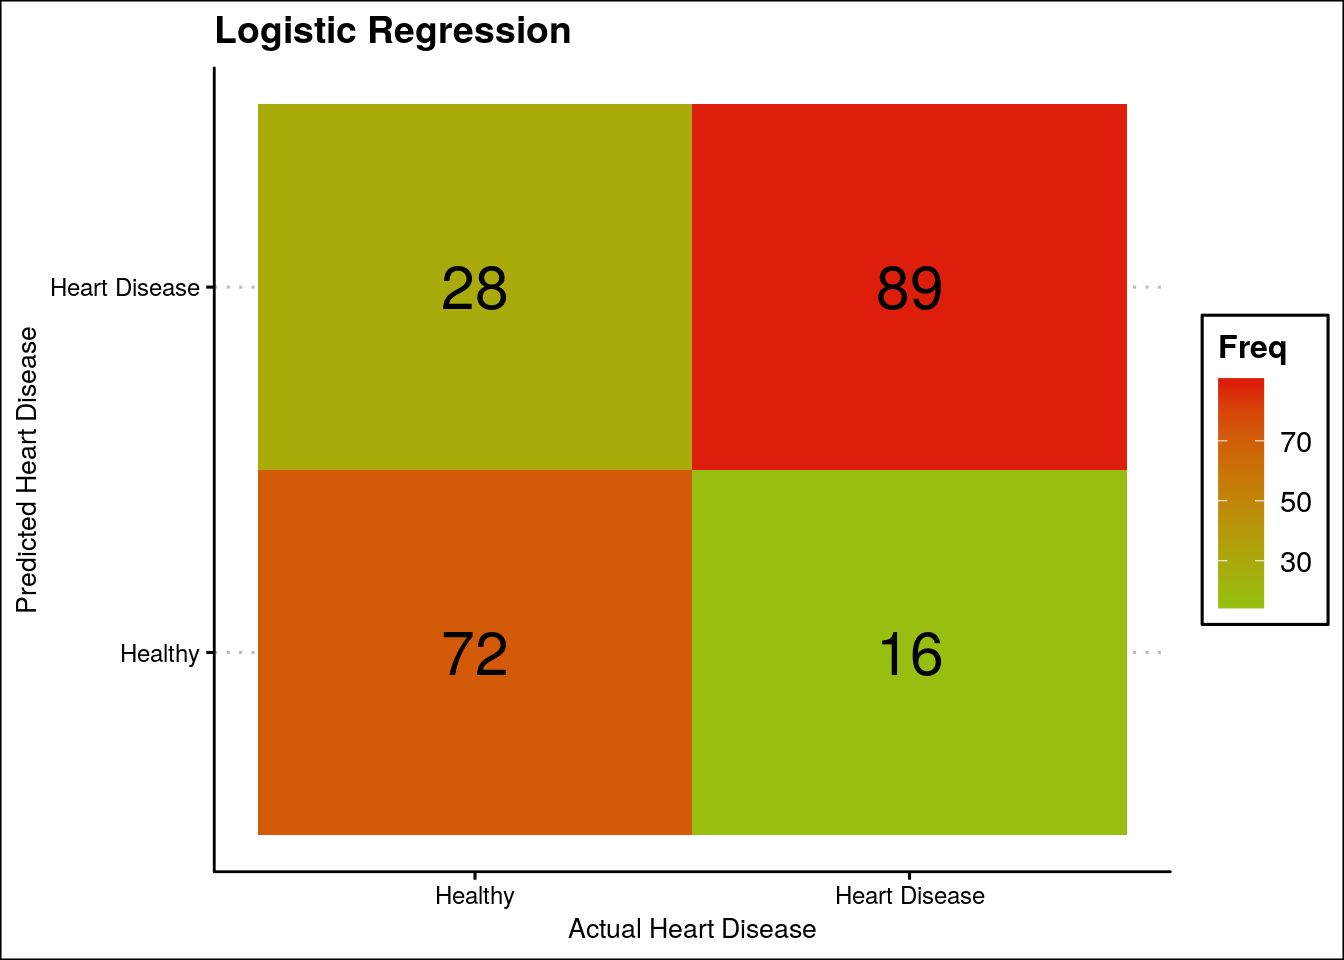 Logistic Regression
Predicted Heart Disease
Heart Disease
28
89
Healthy
72
16
Healthy
Heart Disease
Actual Heart Disease
Freq
70
50
30